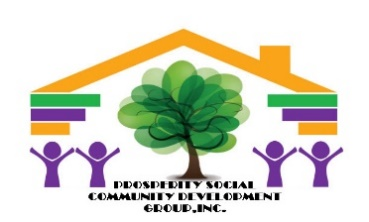 PROSPERITY SOCIAL
COMMUNITY DEVELOPMENT
GROUP,INC.